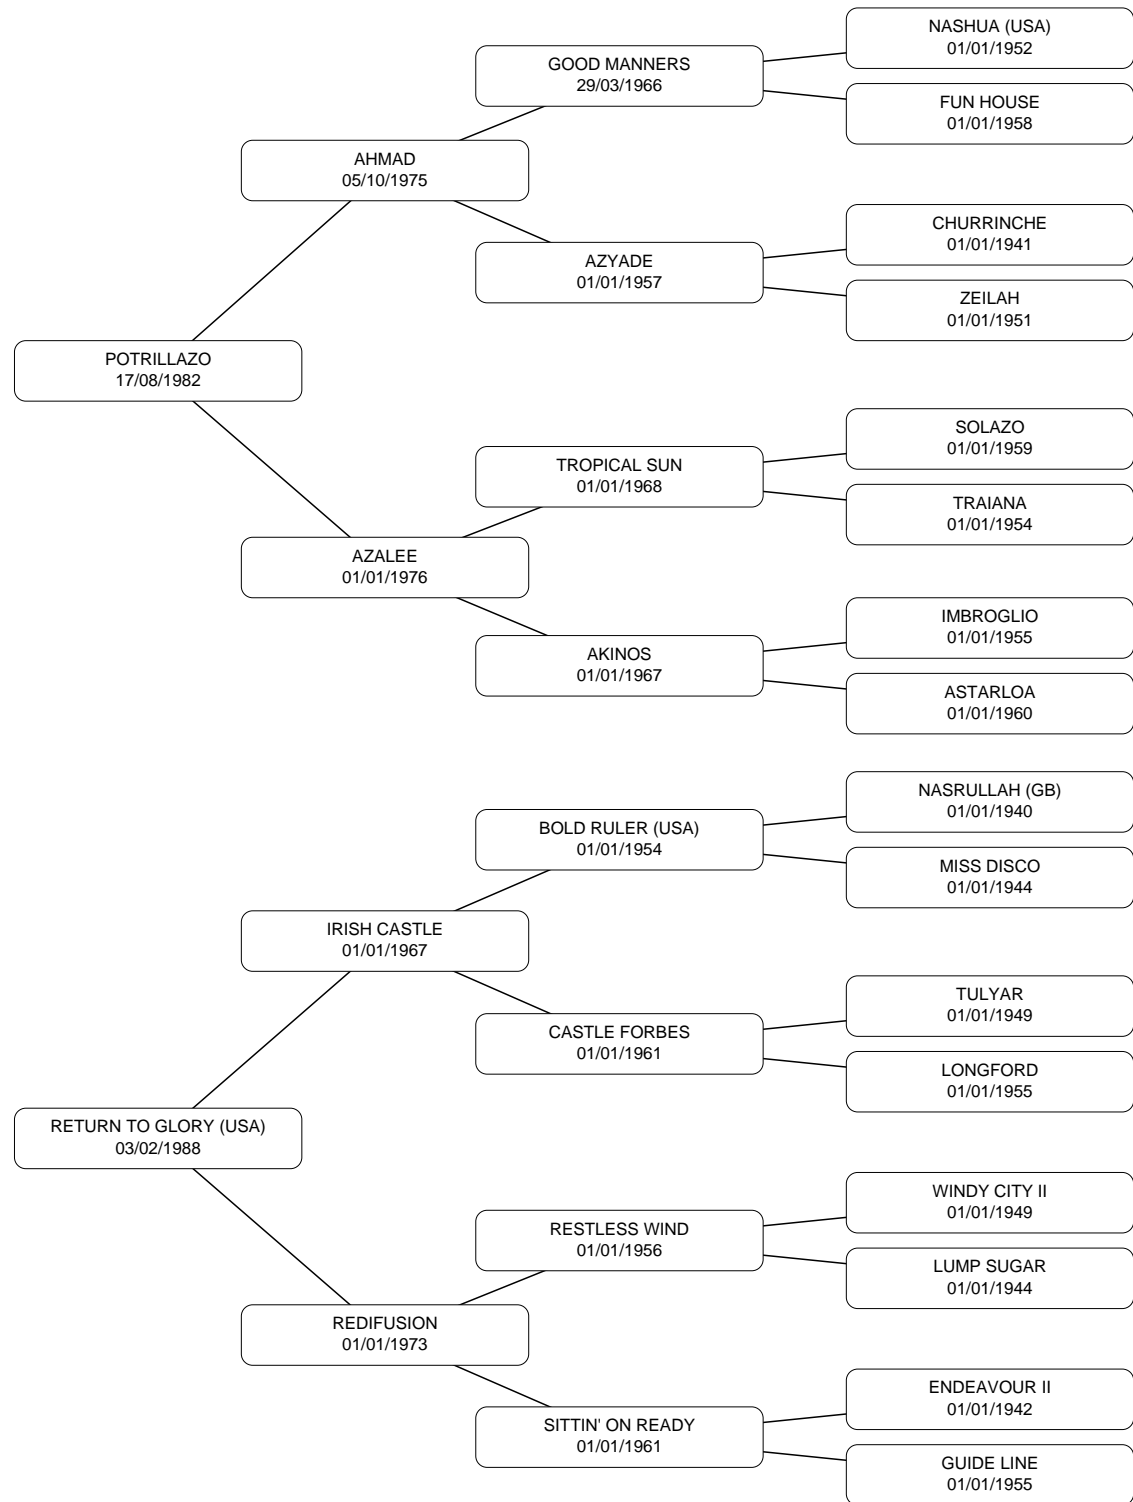 NASHUA (USA)
01/01/1952
GOOD MANNERS
29/03/1966
FUN HOUSE
01/01/1958
AHMAD
05/10/1975
CHURRINCHE
01/01/1941
AZYADE
01/01/1957
ZEILAH
01/01/1951
POTRILLAZO
17/08/1982
SOLAZO
01/01/1959
TROPICAL SUN
01/01/1968
TRAIANA
01/01/1954
AZALEE
01/01/1976
IMBROGLIO
01/01/1955
AKINOS
01/01/1967
ASTARLOA
01/01/1960
NASRULLAH (GB)
01/01/1940
BOLD RULER (USA)
01/01/1954
MISS DISCO
01/01/1944
IRISH CASTLE
01/01/1967
TULYAR
01/01/1949
CASTLE FORBES
01/01/1961
LONGFORD
01/01/1955
RETURN TO GLORY (USA)
03/02/1988
WINDY CITY II
01/01/1949
RESTLESS WIND
01/01/1956
LUMP SUGAR
01/01/1944
REDIFUSION
01/01/1973
ENDEAVOUR II
01/01/1942
SITTIN' ON READY
01/01/1961
GUIDE LINE
01/01/1955